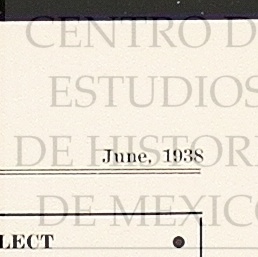 CENTRO D
ESTUDIOS
DE HISTORI
June, 1938
DE MEXICO
LECT